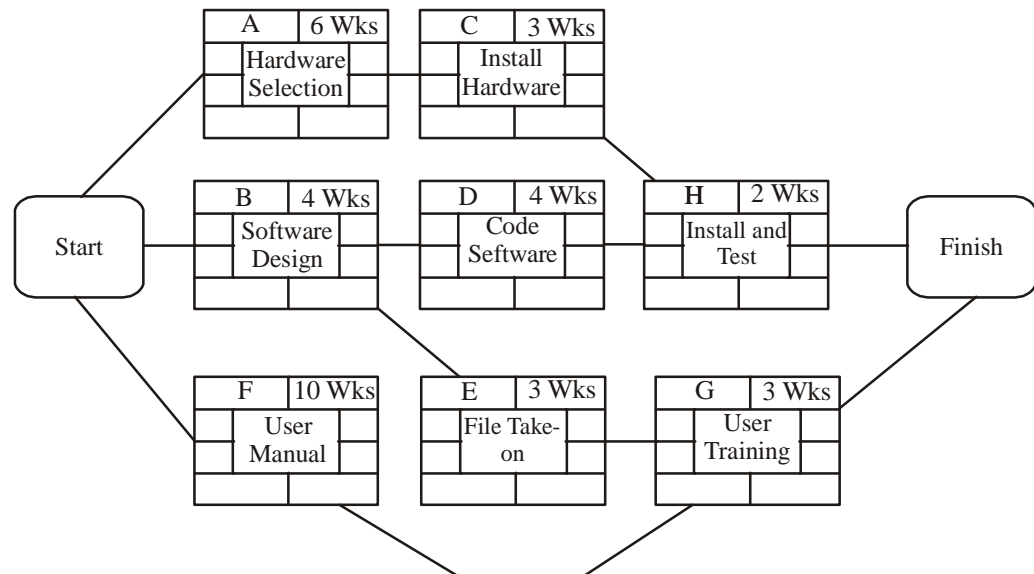 A 6 Wks
Hardware
Selection
C 3 Wks
Install
Hardware
Start
B 4 Wks
Software
Design
D 4 Wks
Code
Seftware
H 2 Wks
Install and
Test
Finish
F 10 Wks
User
Manual
E 3 Wks
File Take-
on
G 3 Wks
User
Training